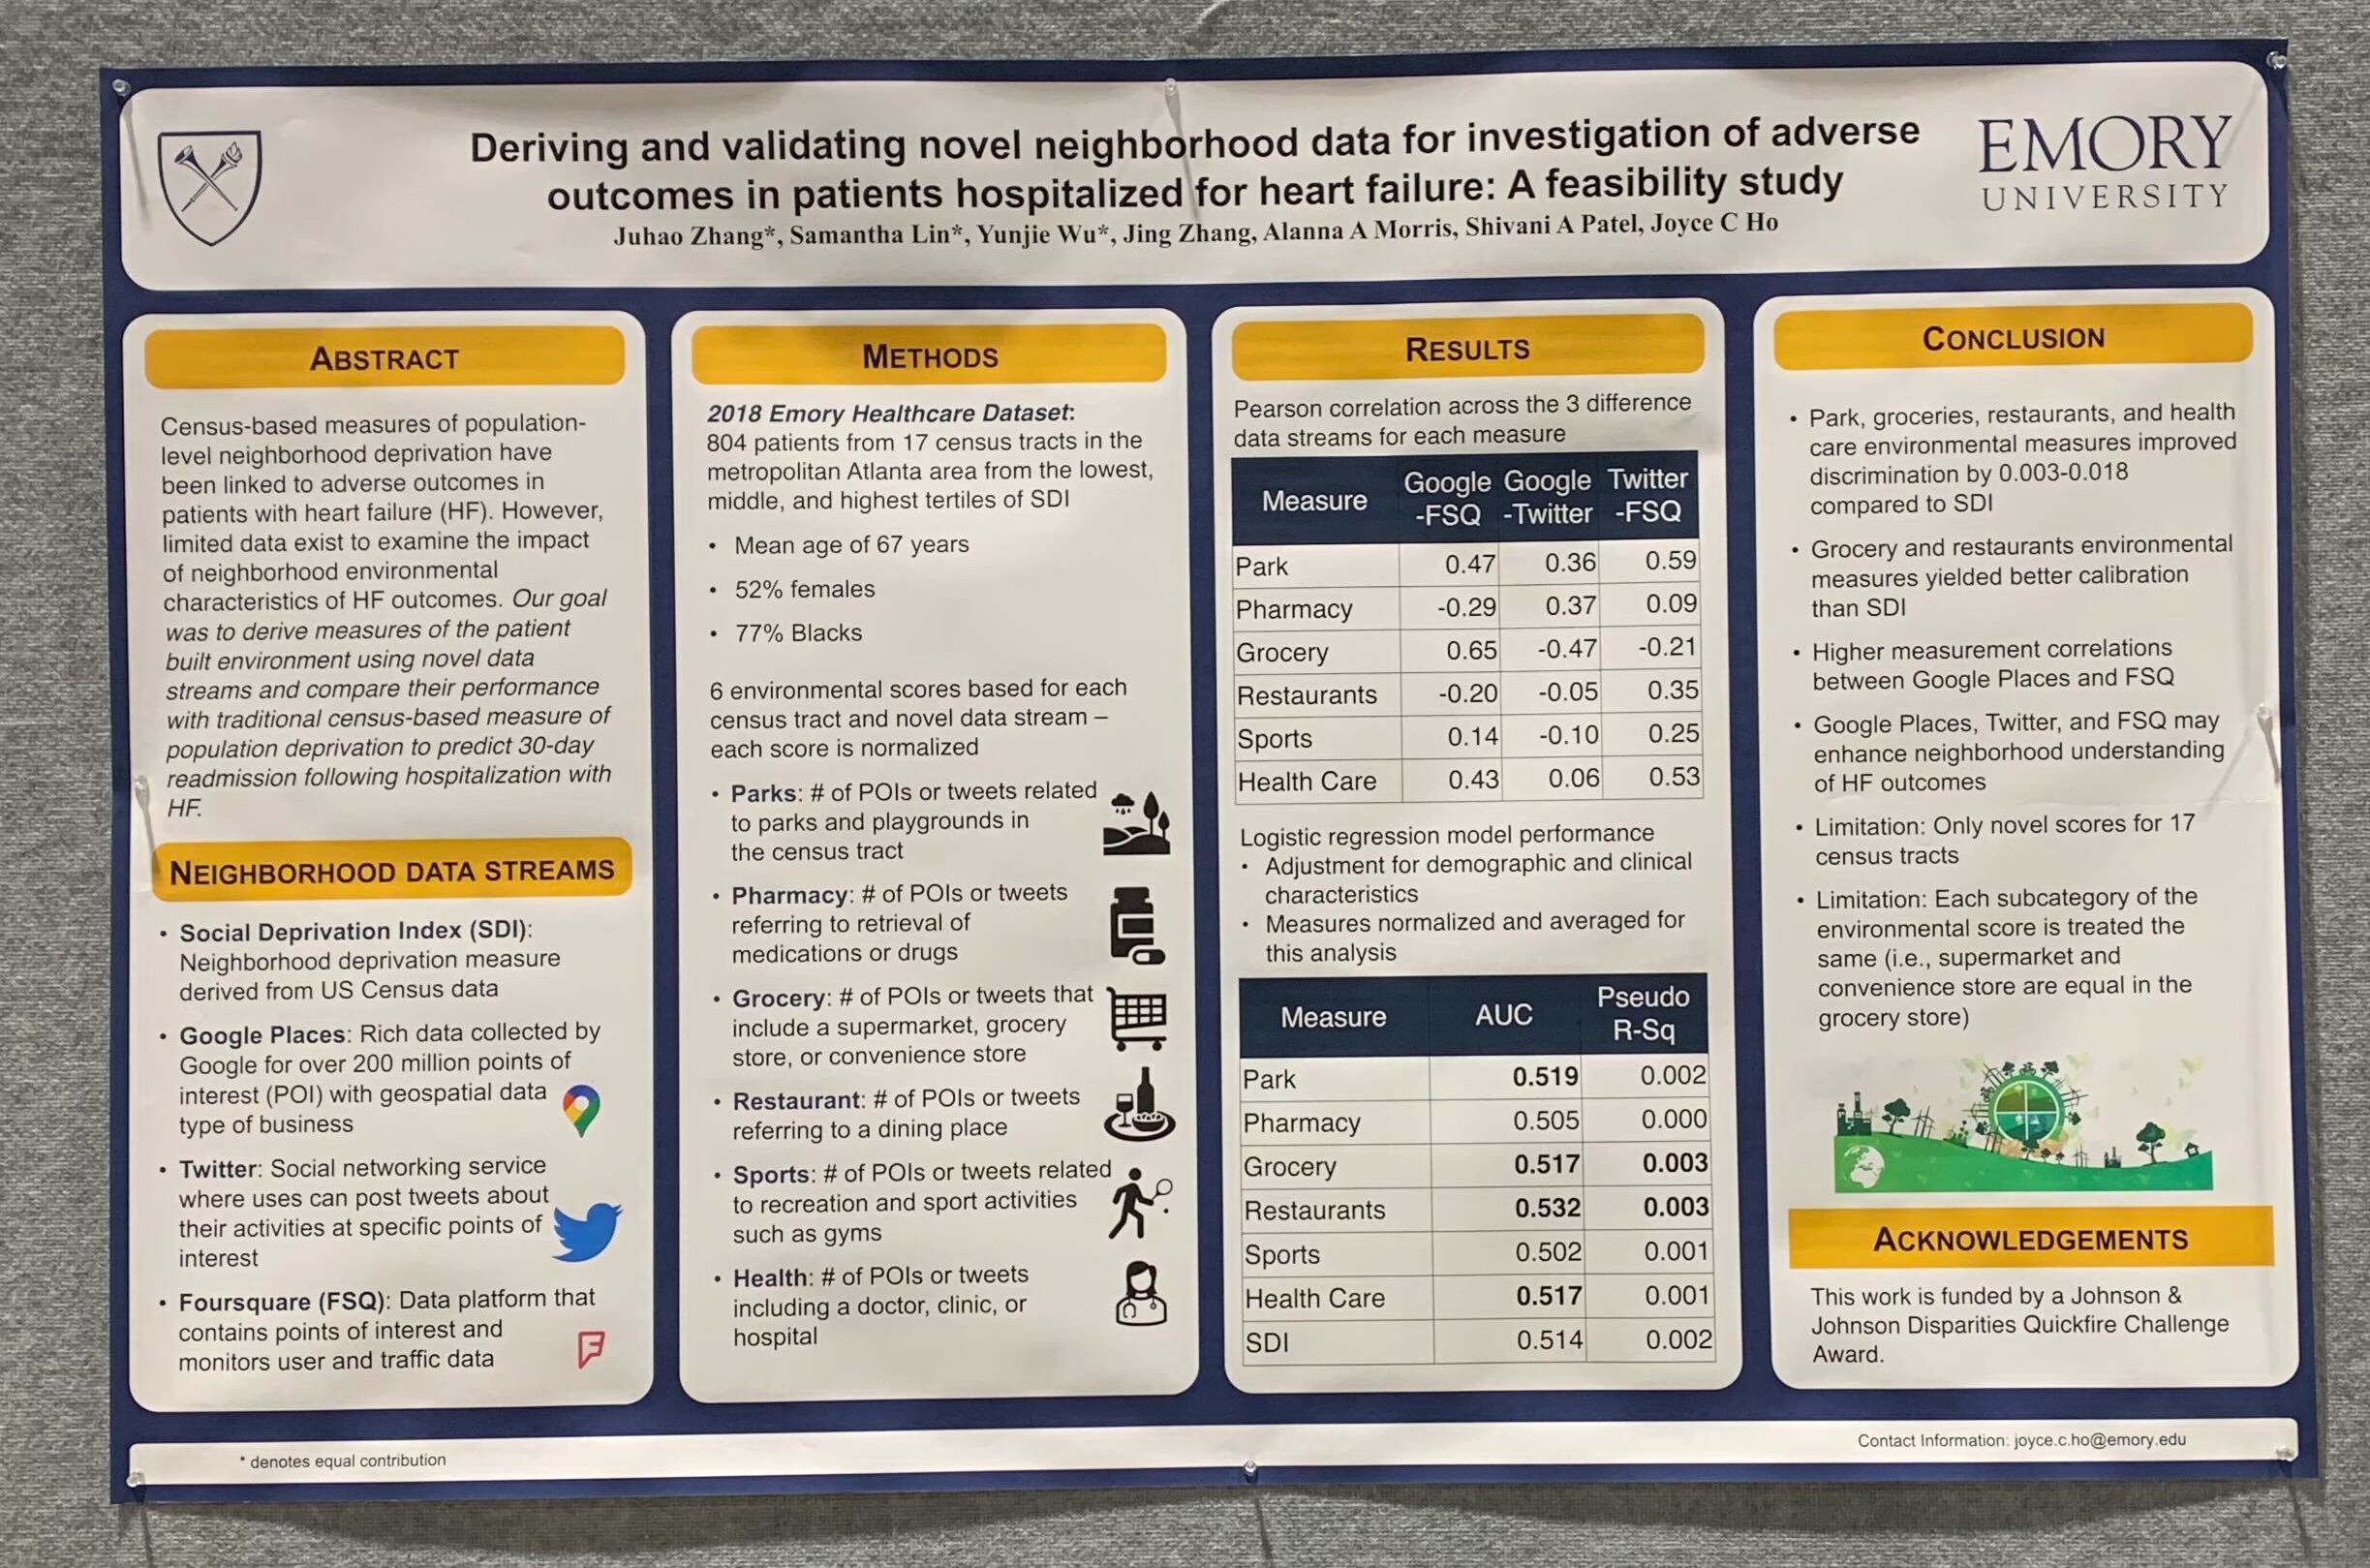 Deriving and validating novel neighborhood data for investigation of adverse
outcomes in patients hospitalized for heart failure: A feasibility study
Juhao Zhang*, Samantha Lin*, Yunjie Wu*, Jing Zhang, Alanna A Morris, Shivani A Patel, Joyce C Ho
EMORY
UNIVERSITY
ABSTRACT
Census-based measures of population-
level neighborhood deprivation have
been linked to adverse outcomes in
patients with heart failure (HF). However,
limited data exist to examine the impact
of neighborhood environmental
characteristics of HF outcomes. Our goal
was to derive measures of the patient
built environment using novel data
streams and compare their performance
with traditional census-based measure of
population deprivation to predict 30-day
readmission following hospitalization with
HF.
NEIGHBORHOOD DATA STREAMS
• Social Deprivation Index (SDI):
Neighborhood deprivation measure
derived from US Census data
• Google Places: Rich data collected by
Google for over 200 million points of
interest (POI) with geospatial data
type of business
• Twitter: Social networking service
where uses can post tweets about
their activities at specific points of
interest
• Foursquare (FSQ): Data platform that
contains points of interest and
monitors user and traffic data
METHODS
2018 Emory Healthcare Dataset:
804 patients from 17 census tracts in the
metropolitan Atlanta area from the lowest,
middle, and highest tertiles of SDI
• Mean age of 67 years
• 52% females
• 77% Blacks
6 environmental scores based for each
census tract and novel data stream –
each score is normalized
• Parks: # of POIs or tweets related
to parks and playgrounds in
the census tract
• Pharmacy: # of POIs or tweets
referring to retrieval of
medications or drugs
• Grocery: # of POIs or tweets that
include a supermarket, grocery
store, or convenience store
• Restaurant: # of POIs or tweets
referring to a dining place
• Sports: # of POIs or tweets related
to recreation and sport activities
such as gyms
• Health: # of POIs or tweets
including a doctor, clinic, or
hospital
RESULTS
Pearson correlation across the 3 difference
data streams for each measure
Measure Google -FSQ Google -Twitter Twitter -FSQ
Park 0.47 0.36 0.59
Pharmacy -0.29 0.37 0.09
Grocery 0.65 -0.47 -0.21
Restaurants -0.20 -0.05 0.35
Sports 0.14 -0.10 0.25
Health Care 0.43 0.06 0.53
Logistic regression model performance
• Adjustment for demographic and clinical
characteristics
• Measures normalized and averaged for
this analysis
Measure AUC Pseudo R-Sq
Park 0.519 0.002
Pharmacy 0.505 0.000
Grocery 0.517 0.003
Restaurants 0.532 0.003
Sports 0.502 0.001
Health Care 0.517 0.001
SDI 0.514 0.002
CONCLUSION
• Park, groceries, restaurants, and health
care environmental measures improved
discrimination by 0.003-0.018
compared to SDI
• Grocery and restaurants environmental
measures yielded better calibration
than SDI
• Higher measurement correlations
between Google Places and FSQ
• Google Places, Twitter, and FSQ may
enhance neighborhood understanding
of HF outcomes
• Limitation: Only novel scores for 17
census tracts
• Limitation: Each subcategory of the
environmental score is treated the
same (i.e., supermarket and
convenience store are equal in the
grocery store)
ACKNOWLEDGEMENTS
This work is funded by a Johnson &
Johnson Disparities Quickfire Challenge
Award.
* denotes equal contribution
Contact Information: joyce.c.ho@emory.edu